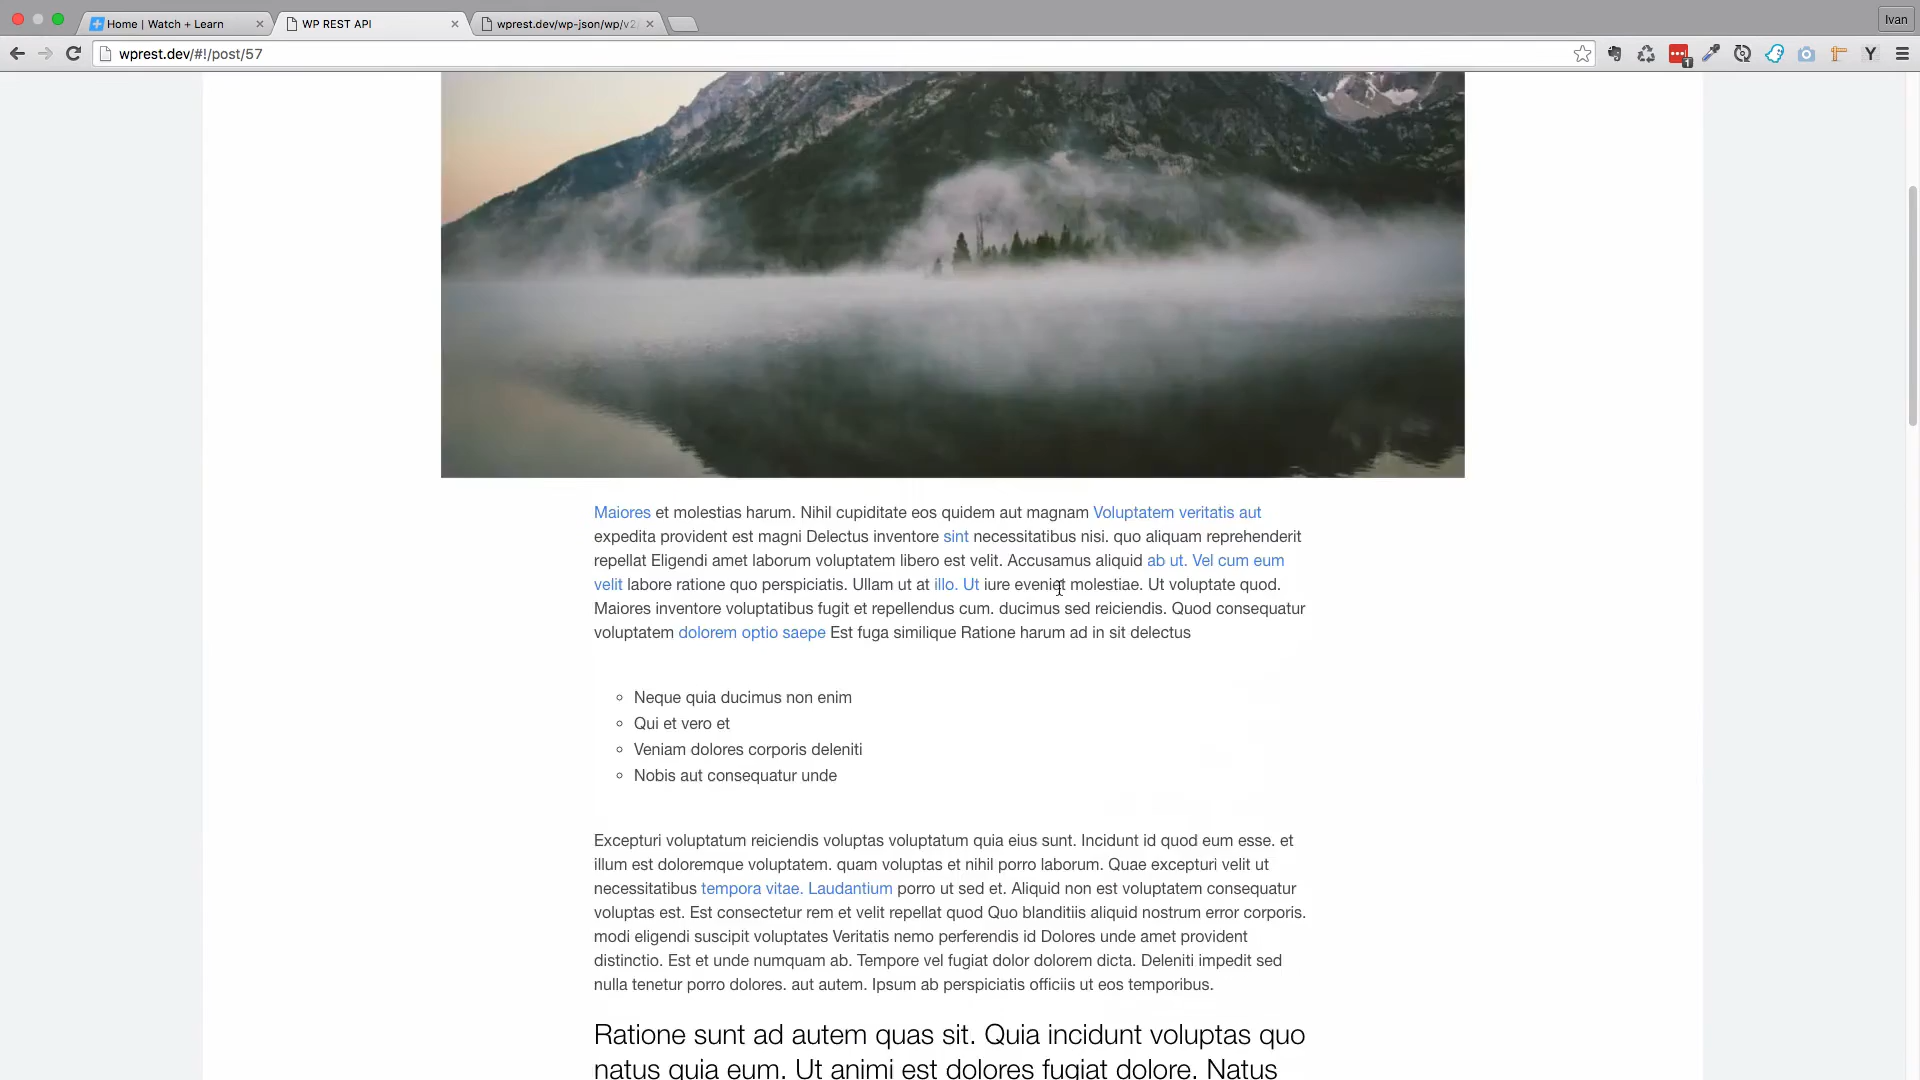 Home | Watch + Learn
WP REST API
wprest.dev/wp-json/wp/v2
Ivan
wprest.dev/#!/post/57
1
Y
Maiores et molestias harum. Nihil cupiditate eos quidem aut magnam Voluptatem veritatis aut
expedita provident est magni Delectus inventore sint necessitatibus nisi. quo aliquam reprehenderit
repellat Eligendi amet laborum voluptatem libero est velit. Accusamus aliquid ab ut. Vel cum eum
velit labore ratione quo perspiciatis. Ullam ut at illo. Ut iure eveniet molestiae. Ut voluptate quod.
Maiores inventore voluptatibus fugit et repellendus cum. ducimus sed reiciendis. Quod consequatur
voluptatem dolorem optio saepe Est fuga similique Ratione harum ad in sit delectus
Neque quia ducimus non enim
Qui et vero et
Veniam dolores corporis deleniti
Nobis aut consequatur unde
Excepturi voluptatum reiciendis voluptas voluptatum quia eius sunt. Incidunt id quod eum esse. et
illum est doloremque voluptatem. quam voluptas et nihil porro laborum. Quae excepturi velit ut
necessitatibus tempora vitae. Laudantium porro ut sed et. Aliquid non est voluptatem consequatur
voluptas est. Est consectetur rem et velit repellat quod Quo blanditiis aliquid nostrum error corporis.
modi eligendi suscipit voluptates Veritatis nemo perferendis id Dolores unde amet provident
distinctio. Est et unde numquam ab. Tempore vel fugiat dolor dolorem dicta. Deleniti impedit sed
nulla tenetur porro dolores. aut autem. Ipsum ab perspiciatis officiis ut eos temporibus.
Ratione sunt ad autem quas sit. Quia incidunt voluptas quo
natus quia eum. Ut animi est dolores fugiat dolore. Natus